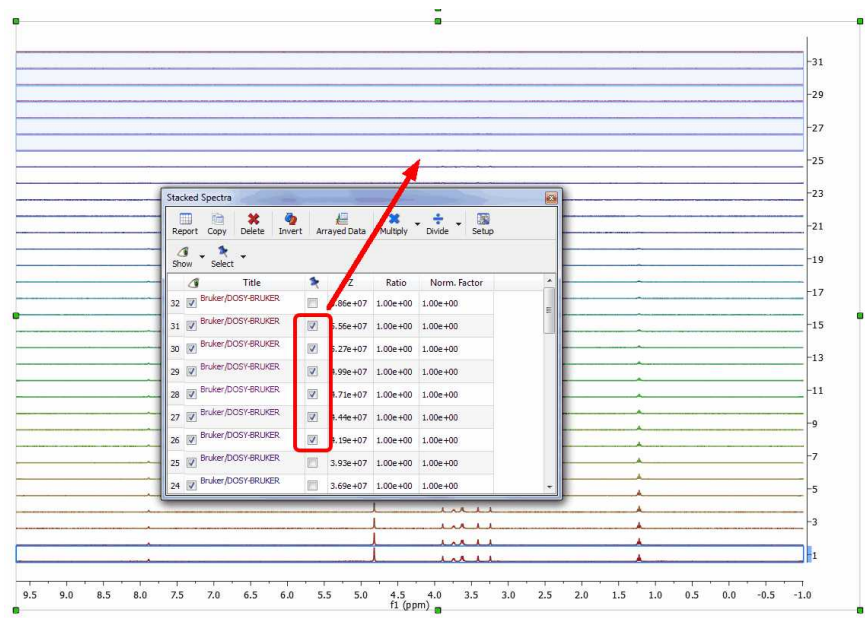 31
29
27
25
23
21
19
17
15
13
11
9
7
5
3
1
Stacked Spectra
Report Copy Delete Invert Arrayed Data Multiply Divide Setup
Show Select
Title Z Ratio Norm. Factor
32 Bruker/DOSY-BRUKER .86e+07 1.00e+00 1.00e+00
31 Bruker/DOSY-BRUKER .56e+07 1.00e+00 1.00e+00
30 Bruker/DOSY-BRUKER .27e+07 1.00e+00 1.00e+00
29 Bruker/DOSY-BRUKER .99e+07 1.00e+00 1.00e+00
28 Bruker/DOSY-BRUKER .71e+07 1.00e+00 1.00e+00
27 Bruker/DOSY-BRUKER .44e+07 1.00e+00 1.00e+00
26 Bruker/DOSY-BRUKER .19e+07 1.00e+00 1.00e+00
25 Bruker/DOSY-BRUKER 3.93e+07 1.00e+00 1.00e+00
24 Bruker/DOSY-BRUKER 3.69e+07 1.00e+00 1.00e+00
9.5 9.0 8.5 8.0 7.5 7.0 6.5 6.0 5.5 5.0 4.5 4.0 3.5 3.0 2.5 2.0 1.5 1.0 0.5 0.0 -0.5 -1.0
f1 (ppm)